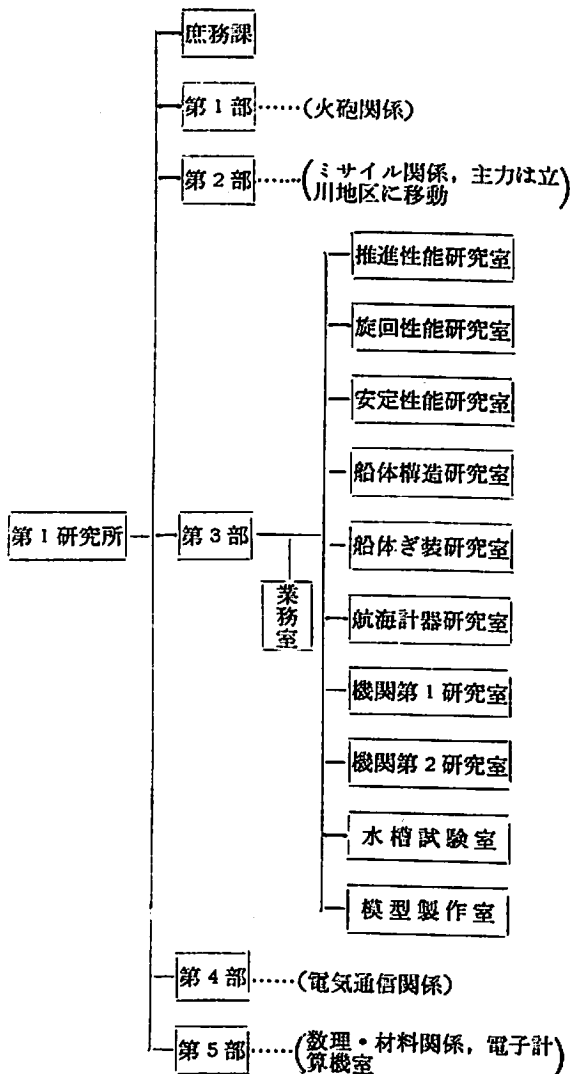 庶務課
第1部……(火砲関係)
第2部……(ミサイル関係，主力は立
川地区に移動)
推進性能研究室
旋回性能研究室
安定性能研究室
船体構造研究室
第1研究所
第3部
船体ぎ装研究室
業務室
航海計器研究室
機関第1研究室
機関第2研究室
水槽試験室
模型製作室
第4部……(電気通信関係)
第5部……(数理・材料関係，電子計
算機室)